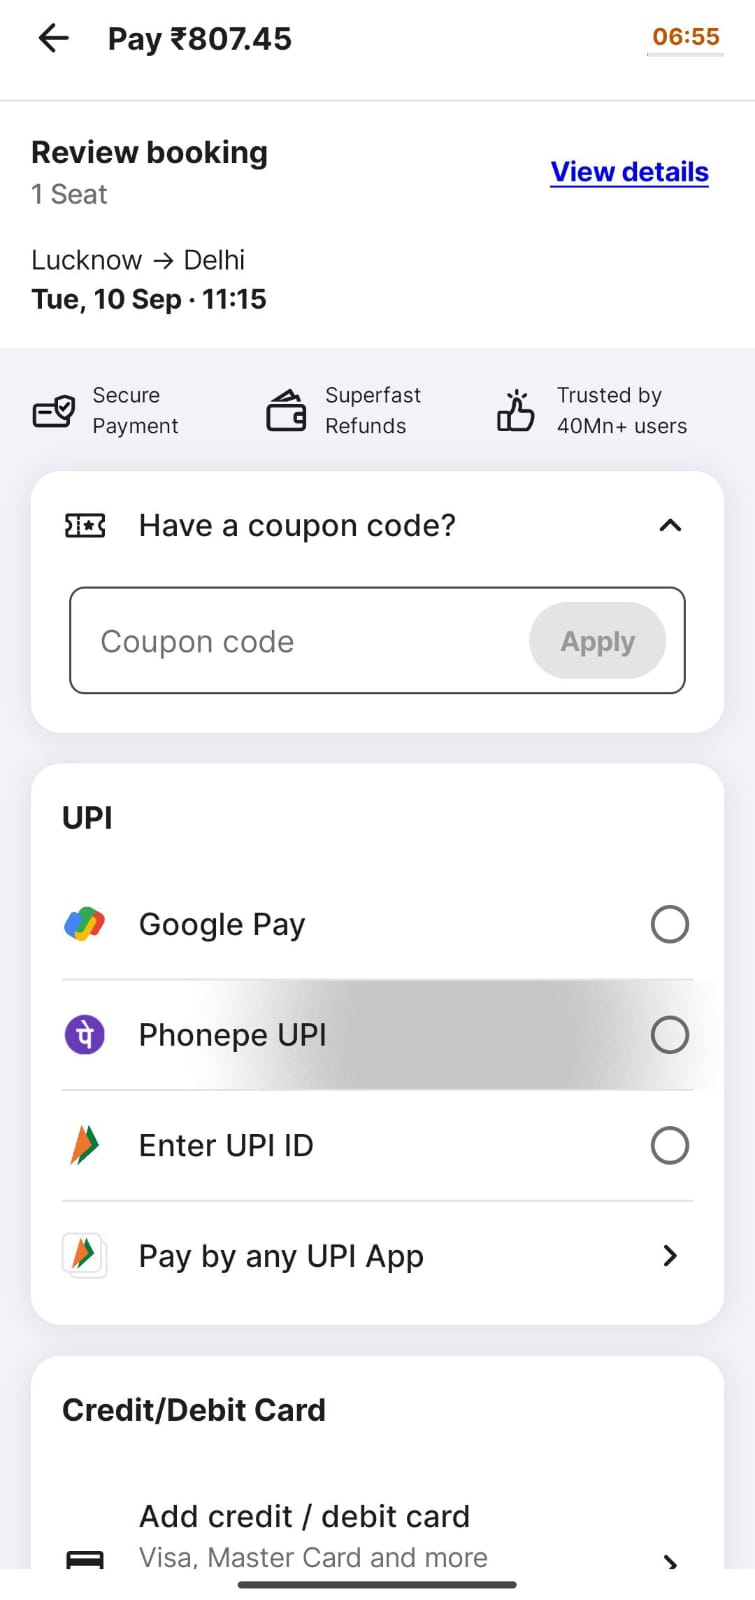 Pay ₹807.45
06:55
Review booking
View details
1 Seat
Lucknow → Delhi
Tue, 10 Sep · 11:15
Secure
Payment
Superfast
Refunds
Trusted by
40Mn+ users
Have a coupon code?
Coupon code
Apply
UPI
Google Pay
पे
Phonepe UPI
Enter UPI ID
Pay by any UPI App
Credit/Debit Card
Add credit / debit card
Visa, Master Card and more